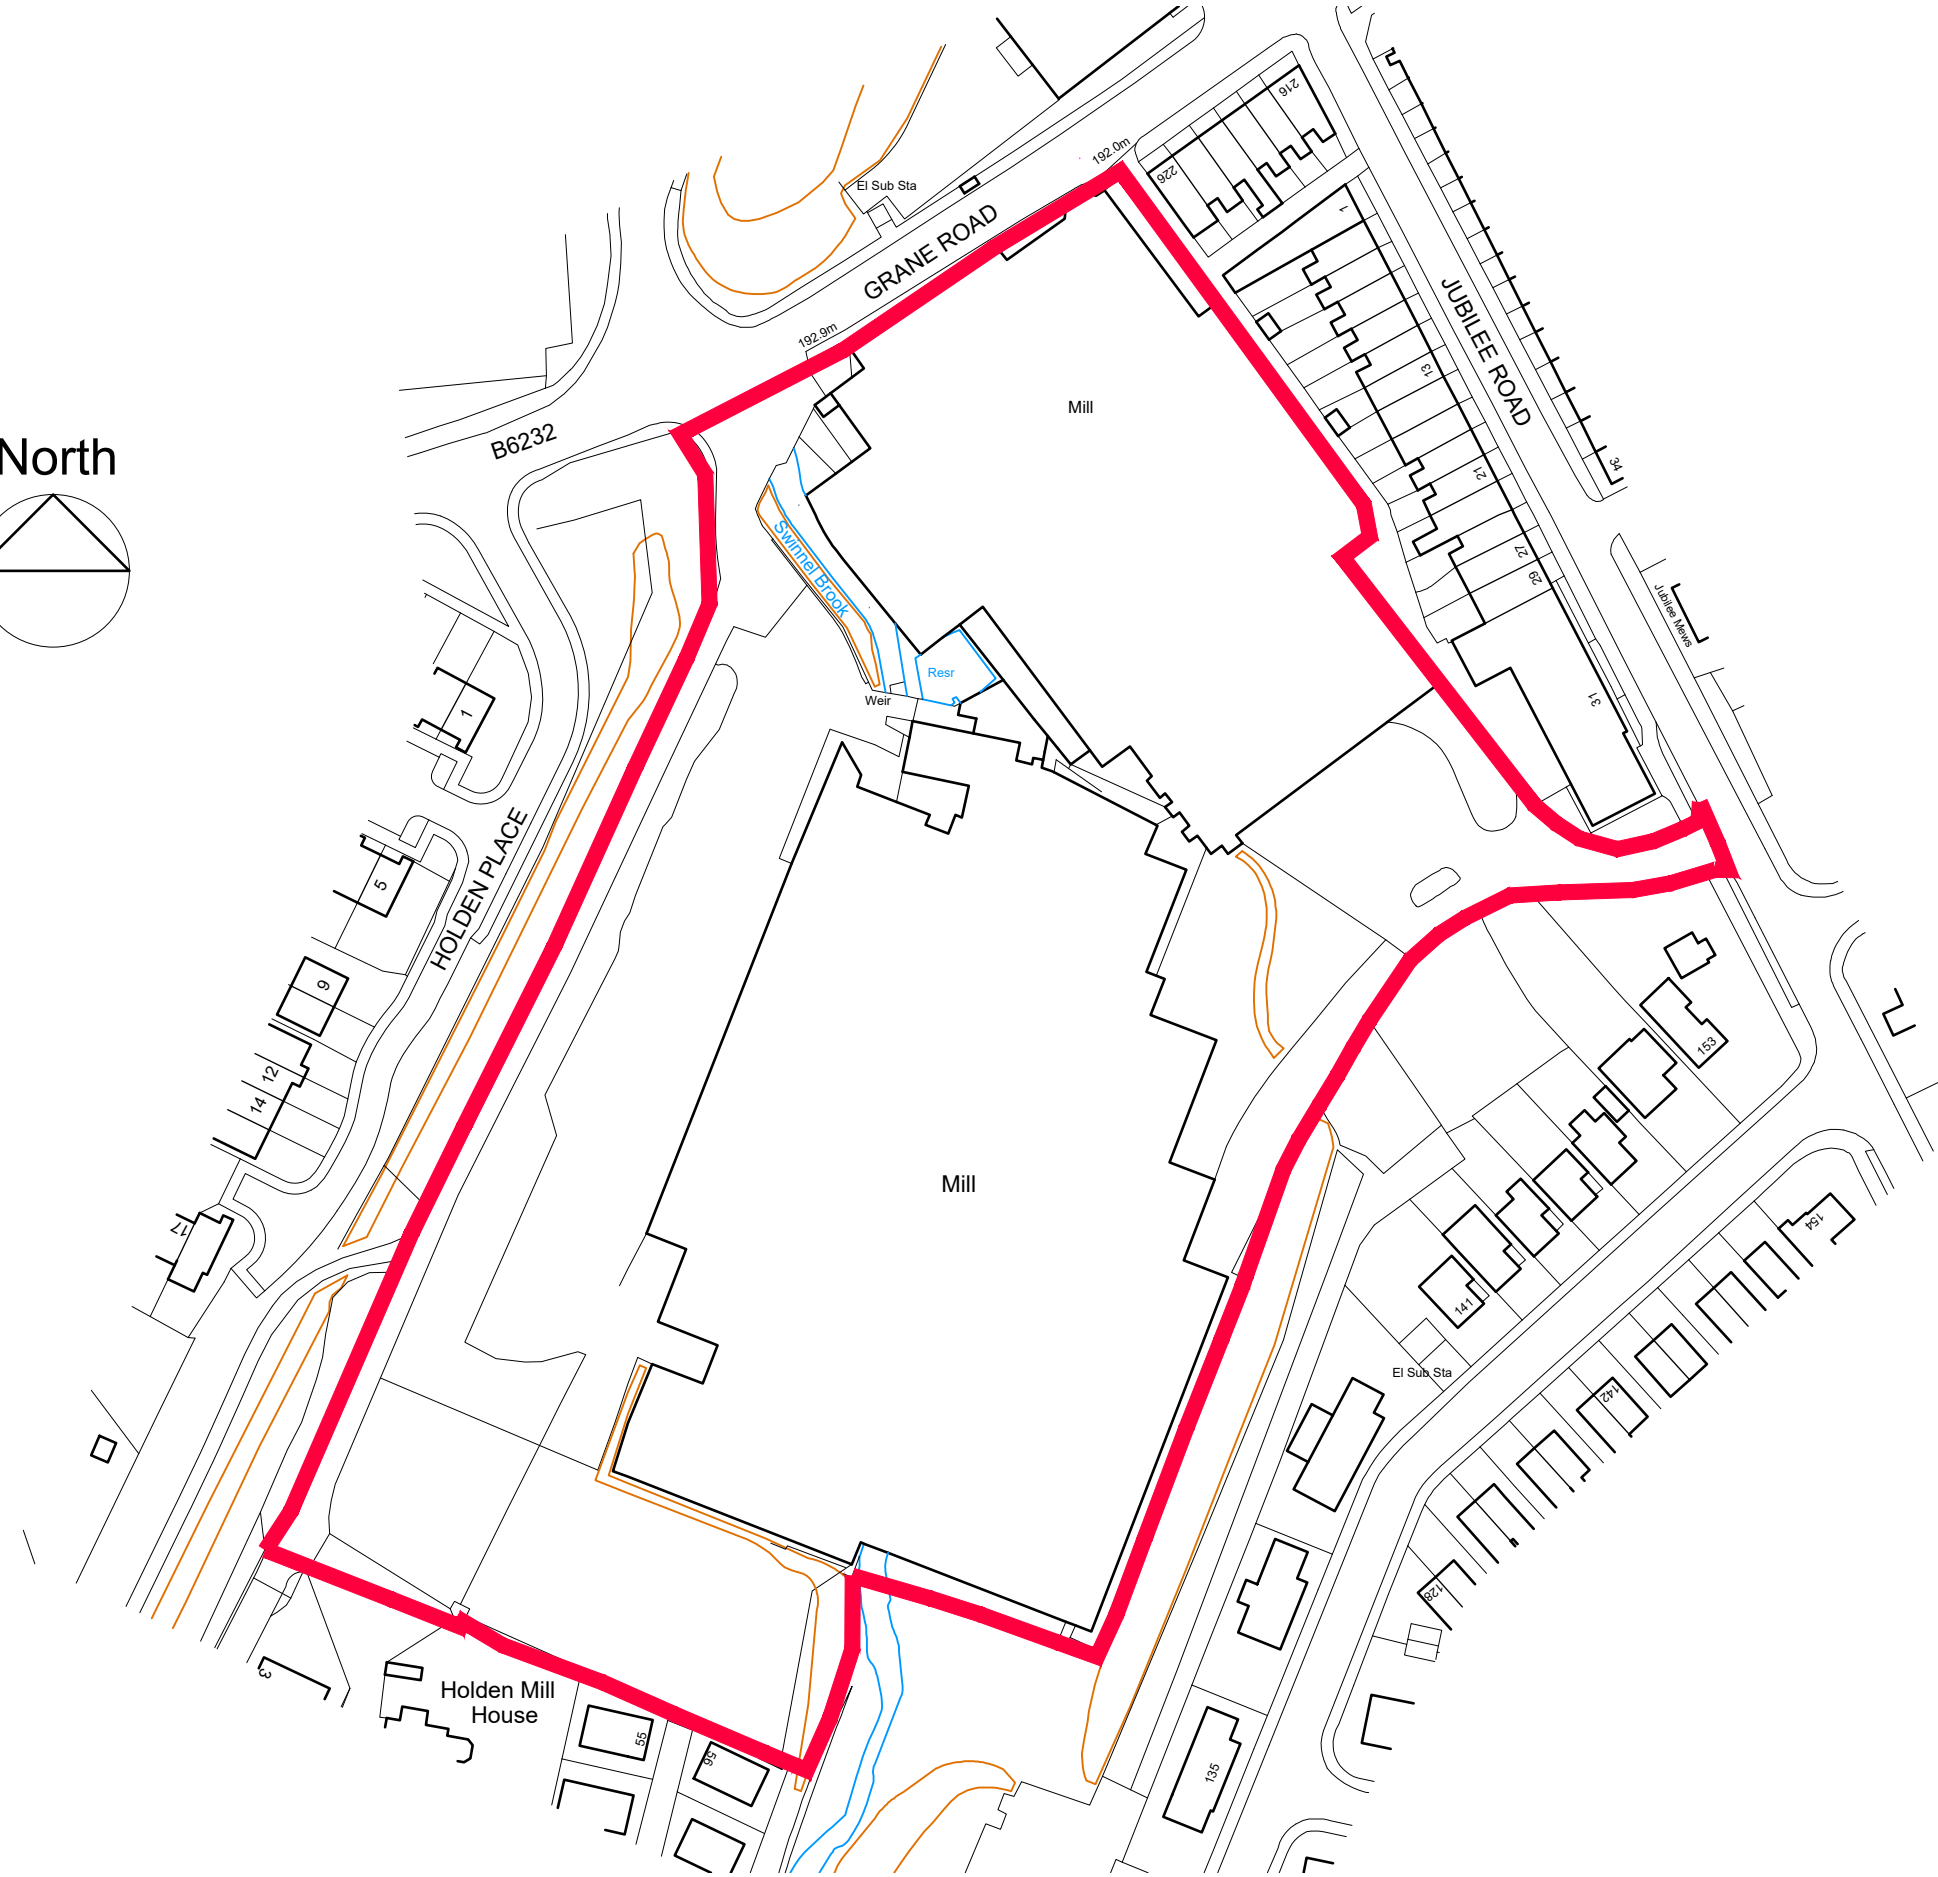 El Sub Sta
192.0m
216
226
GRANE ROAD
1
192.9m
JUBILEE ROAD
13
Mill
B6232
North
34
21
Swinnel Brook
27
29
Jubilee Mews
Resr
Weir
31
1
HOLDEN PLACE
5
9
12
14
153
Mill
17
154
141
El Sub Sta
142
128
3
Holden Mill
House
55
56
135